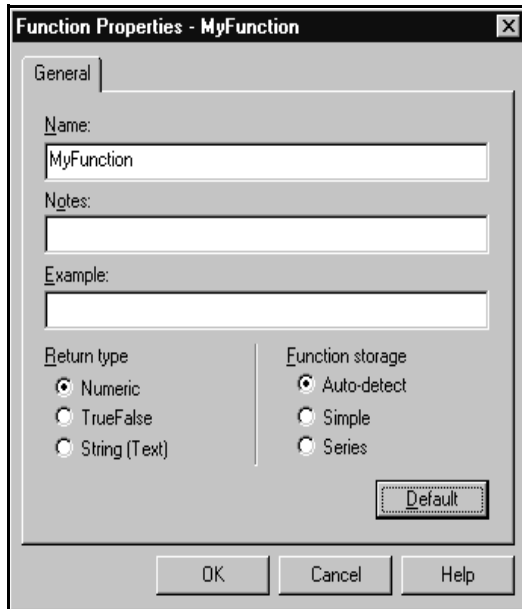 Function Properties - MyFunction
General
Name:
MyFunction
Notes:
Example:
Return type
Numeric
TrueFalse
String (Text)
Function storage
Auto-detect
Simple
Series
Default
OK Cancel Help